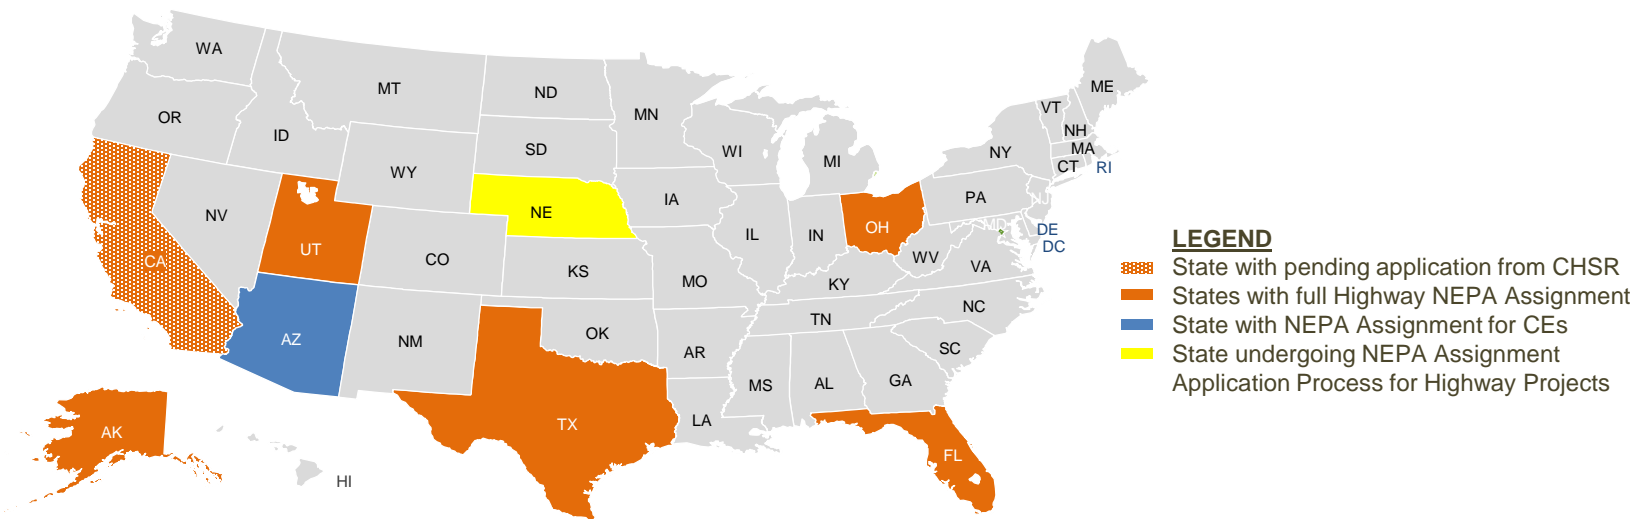 WA
MT
ND
MN
ME
VT
NH
OR
ID
SD
WI
MI
NY
MA
CT
RI
WY
IA
PA
NJ
NV
NE
OH
MD
DE
DC
UT
IL
IN
WV
VA
CA
CO
KS
MO
KY
AZ
NM
OK
AR
TN
NC
SC
MS
AL
GA
TX
LA
FL
AK
HI
LEGEND
State with pending application from CHSR
States with full Highway NEPA Assignment
State with NEPA Assignment for CEs
State undergoing NEPA Assignment
Application Process for Highway Projects